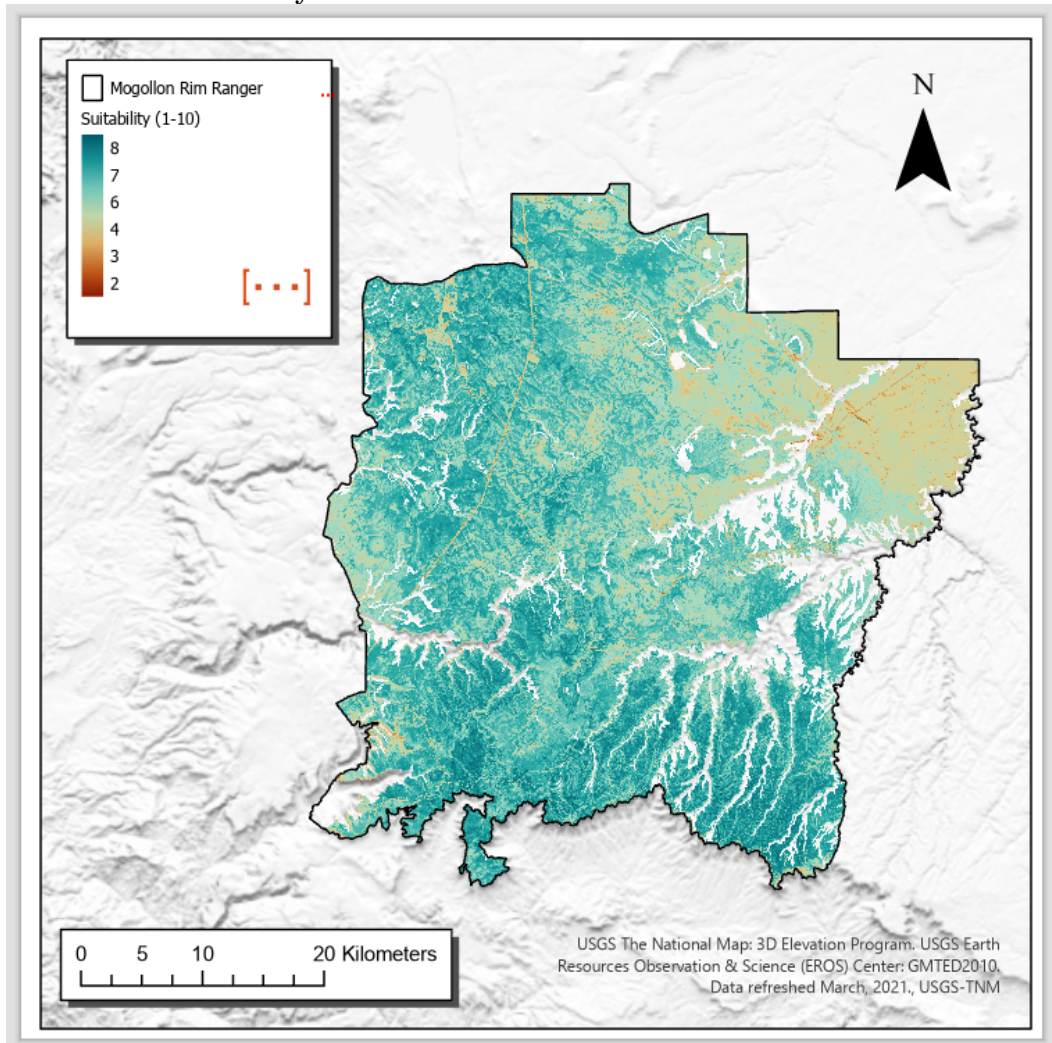 Mogollon Rim Ranger ...
Suitability (1-10)
8
7
6
4
3
2
[...]
N
0 5 10 20 Kilometers
USGS The National Map: 3D Elevation Program. USGS Earth
Resources Observation & Science (EROS) Center: GMTED2010.
Data refreshed March, 2021., USGS-TNM